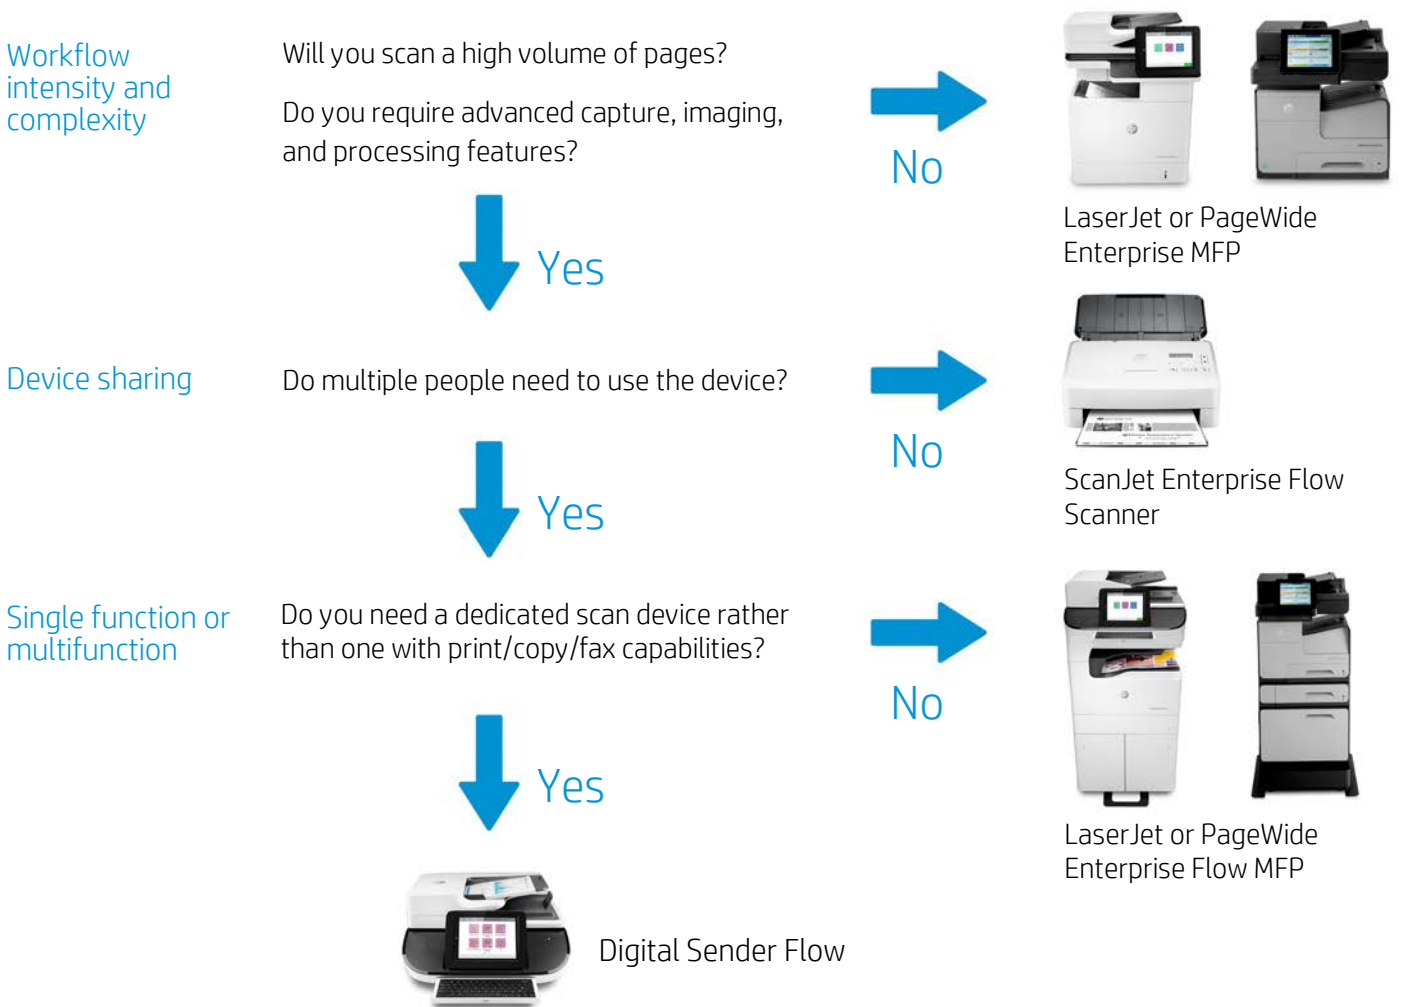 Workflow
intensity and
complexity
Will you scan a high volume of pages?
Do you require advanced capture, imaging,
and processing features?
No
LaserJet or PageWide
Enterprise MFP
Yes
Device sharing
Do multiple people need to use the device?
No
ScanJet Enterprise Flow
Scanner
Yes
Single function or
multifunction
Do you need a dedicated scan device rather
than one with print/copy/fax capabilities?
No
LaserJet or PageWide
Enterprise Flow MFP
Yes
Digital Sender Flow